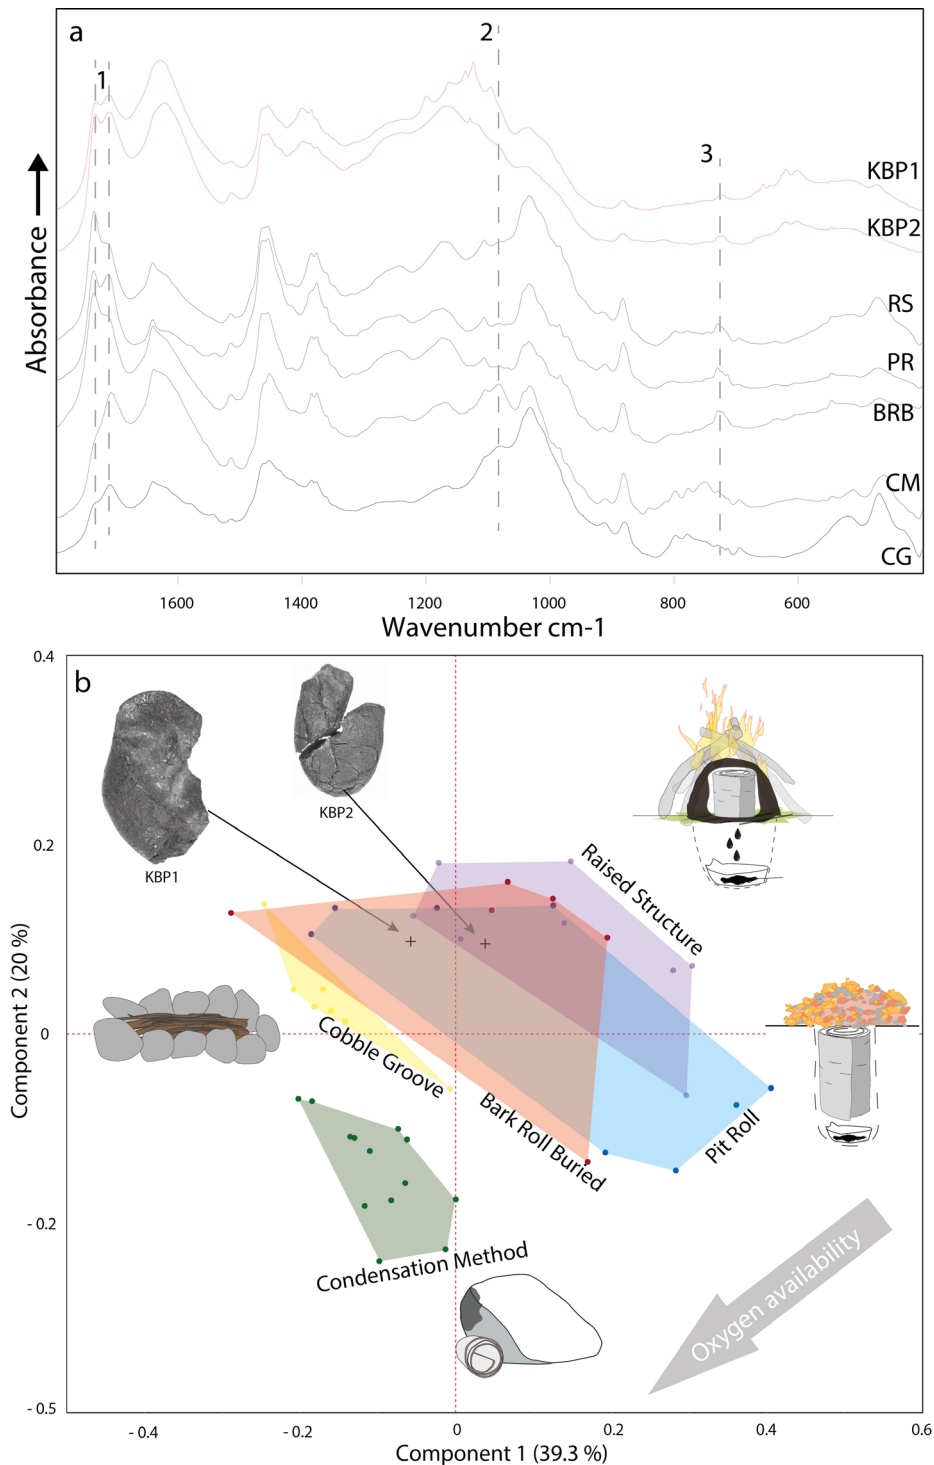 a
1
2
3
KBP1
KBP2
RS
PR
BRB
CM
CG
Absorbance
1600
1400
1200
1000
800
600
Wavenumber cm-1
b
0.4
0.2
0
- 0.2
- 0.5
KBP1
KBP2
Raised Structure
Cobble Groove
Bark Roll Buried
Pit Roll
Condensation Method
Oxygen availability
Component 2 (20 %)
- 0.4
- 0.2
0
0.2
0.4
0.6
Component 1 (39.3 %)